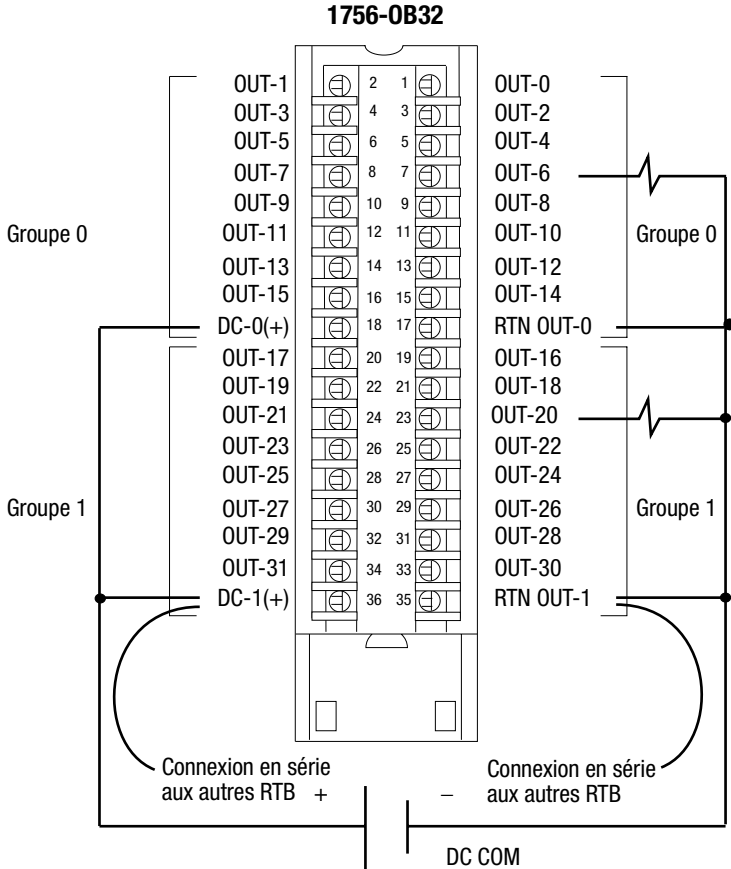 1756-OB32
OUT-1 2 1 OUT-0
OUT-3 4 3 OUT-2
OUT-5 6 5 OUT-4
OUT-7 8 7 OUT-6
OUT-9 10 9 OUT-8
Groupe 0 OUT-11 12 11 OUT-10 Groupe 0
OUT-13 14 13 OUT-12
OUT-15 16 15 OUT-14
DC-0(+) 18 17 RTN OUT-0
OUT-17 20 19 OUT-16
OUT-19 22 21 OUT-18
OUT-21 24 23 OUT-20
OUT-23 26 25 OUT-22
OUT-25 28 27 OUT-24
Groupe 1 OUT-27 30 29 OUT-26 Groupe 1
OUT-29 32 31 OUT-28
OUT-31 34 33 OUT-30
DC-1(+) 36 35 RTN OUT-1
Connexion en série
aux autres RTB
+
–
Connexion en série
aux autres RTB
DC COM